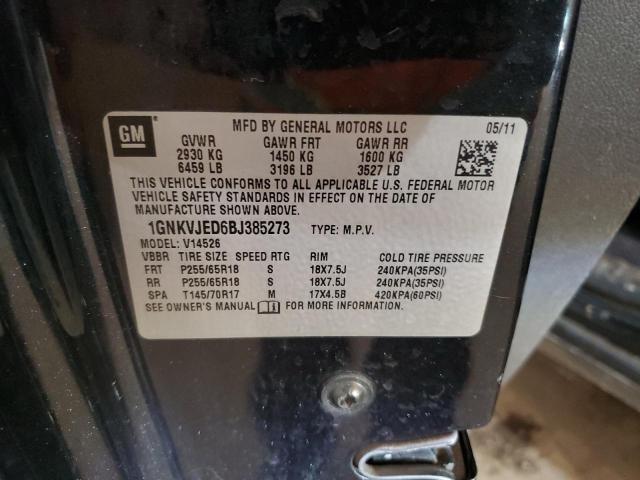 GM
MFD BY GENERAL MOTORS LLC 05/11
GVWR GAWR FRT GAWR RR
2930 KG 1450 KG 1600 KG
6459 LB 3196 LB 3527 LB
THIS VEHICLE CONFORMS TO ALL APPLICABLE U.S. FEDERAL MOTOR
VEHICLE SAFETY STANDARDS IN EFFECT ON THE DATE OF
MANUFACTURE SHOWN ABOVE.
1GNKVJED6BJ385273 TYPE: M.P.V.
MODEL: V14526
VBBR TIRE SIZE SPEED RTG RIM COLD TIRE PRESSURE
FRT P255/65R18 S 18X7.5J 240KPA(35PSI)
RR P255/65R18 S 18X7.5J 240KPA(35PSI)
SPA T145/70R17 M 17X4.5B 420KPA(60PSI)
SEE OWNER'S MANUAL FOR MORE INFORMATION.